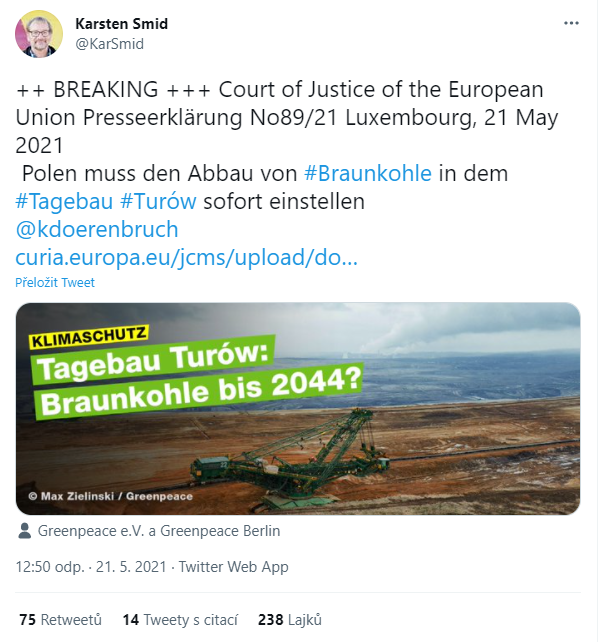 Karsten Smid
@KarSmid
++ BREAKING +++ Court of Justice of the European
Union Presseerklärung No89/21 Luxembourg, 21 May
2021
Polen muss den Abbau von #Braunkohle in dem
#Tagebau #Turów sofort einstellen
@kdoerenbruch
curia.europa.eu/jcms/upload/do…
Přeložit Tweet
KLIMASCHUTZ
Tagebau Turów:
Braunkohle bis 2044?
© Max Zielinski / Greenpeace
Greenpeace e.V. a Greenpeace Berlin
12:50 odp. · 21. 5. 2021 · Twitter Web App
75 Retweetů 14 Tweety s citací 238 Lajků